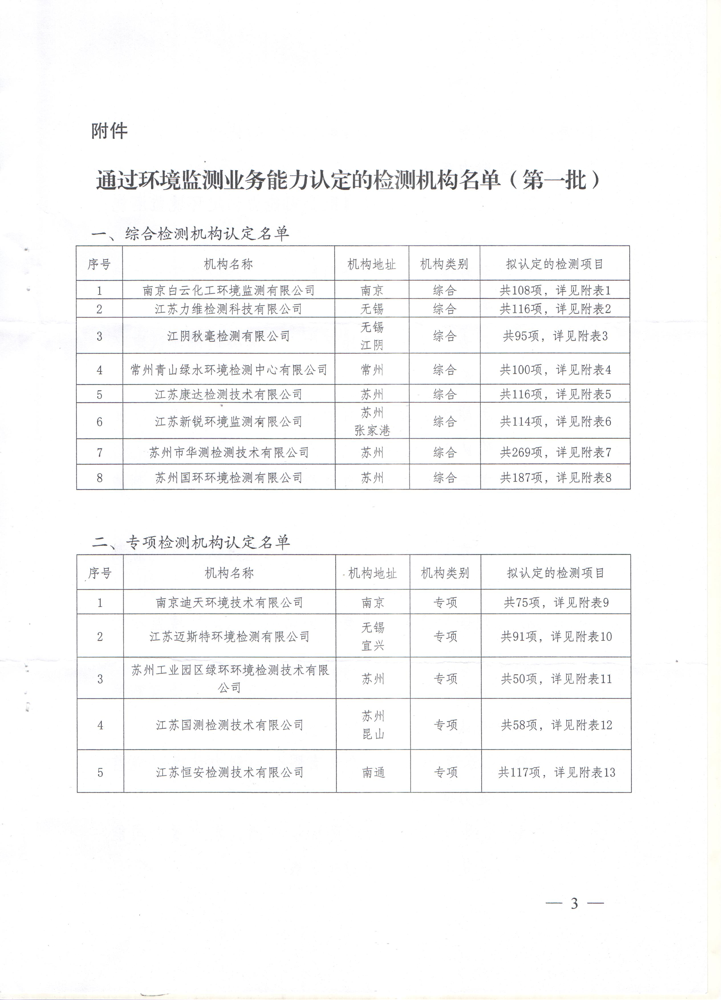 附件
通过环境监测业务能力认定的检测机构名单（第一批）
一、综合检测机构认定名单
序号 机构名称 机构地址 机构类别 拟认定的检测项目
1 南京白云化工环境监测有限公司 南京 综合 共108项，详见附表1
2 江苏力维检测科技有限公司 无锡 综合 共116项，详见附表2
3 江阴秋毫检测有限公司 无锡 江阴 综合 共95项，详见附表3
4 常州青山绿水环境检测中心有限公司 常州 综合 共100项，详见附表4
5 江苏康达检测技术有限公司 苏州 综合 共116项，详见附表5
6 江苏新锐环境监测有限公司 苏州 张家港 综合 共114项，详见附表6
7 苏州市华测检测技术有限公司 苏州 综合 共269项，详见附表7
8 苏州国环环境检测有限公司 苏州 综合 共187项，详见附表8
二、专项检测机构认定名单
序号 机构名称 机构地址 机构类别 拟认定的检测项目
1 南京迪天环境技术有限公司 南京 专项 共75项，详见附表9
2 江苏迈斯特环境检测有限公司 无锡 宜兴 专项 共91项，详见附表10
3 苏州工业园区绿环环境检测技术有限公司 苏州 专项 共50项，详见附表11
4 江苏国测检测技术有限公司 苏州 昆山 专项 共58项，详见附表12
5 江苏恒安检测技术有限公司 南通 专项 共117项，详见附表13
— 3 —